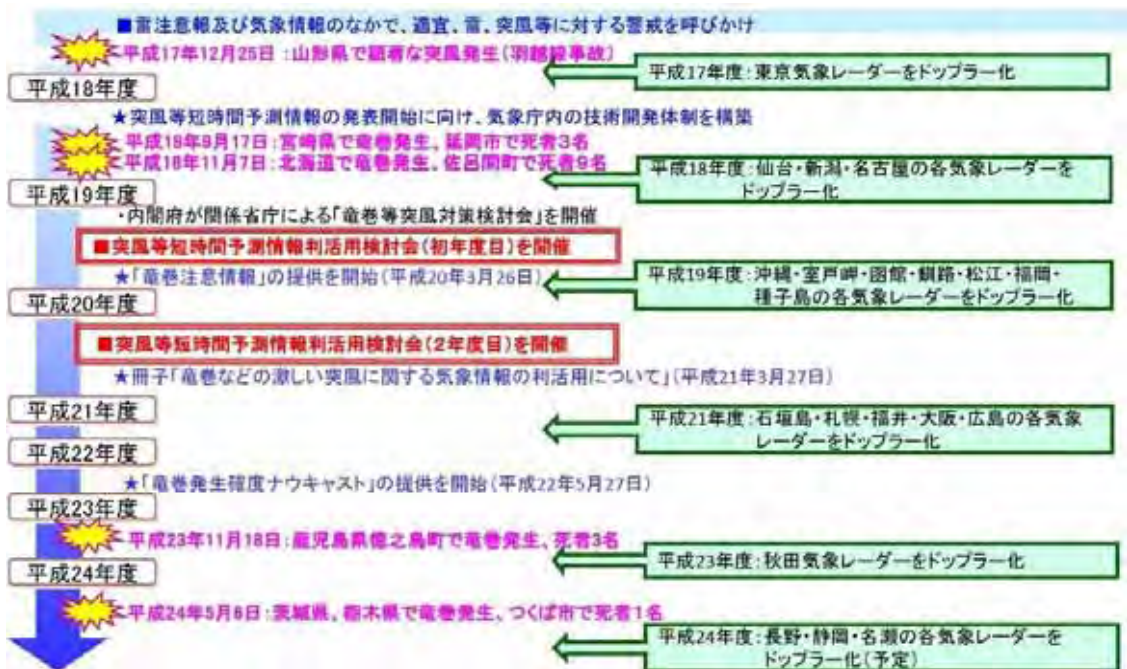 ■雷注意報及び気象情報のなかで、適宜、雷、突風等に対する警戒を呼びかけ
平成17年12月25日：山形県で顕著な突風発生（羽越線事故）
平成17年度：東京気象レーダーをドップラー化
平成18年度
★突風等短時間予測情報の発表開始に向け、気象庁内の技術開発体制を構築
平成18年9月17日：宮崎県で竜巻発生、延岡市で死者3名
平成18年11月7日：北海道で竜巻発生、佐呂間町で死者9名
平成18年度：仙台・新潟・名古屋の各気象レーダーを
ドップラー化
平成19年度
・内閣府が関係省庁による「竜巻等突風対策検討会」を開催
■突風等短時間予測情報利活用検討会（初年度目）を開催
★「竜巻注意情報」の提供を開始（平成20年3月26日）
平成19年度：沖縄・室戸岬・函館・釧路・松江・福岡・
種子島の各気象レーダーをドップラー化
平成20年度
■突風等短時間予測情報利活用検討会（2年度目）を開催
★冊子「竜巻などの激しい突風に関する気象情報の利活用について」（平成21年3月27日）
平成21年度
平成21年度：石垣島・札幌・福井・大阪・広島の各気象
レーダーをドップラー化
平成22年度
★「竜巻発生確度ナウキャスト」の提供を開始（平成22年5月27日）
平成23年度
平成23年11月18日：鹿児島県徳之島町で竜巻発生、死者3名
平成23年度：秋田気象レーダーをドップラー化
平成24年度
平成24年5月6日：茨城県、栃木県で竜巻発生、つくば市で死者1名
平成24年度：長野・静岡・名瀬の各気象レーダーを
ドップラー化（予定）